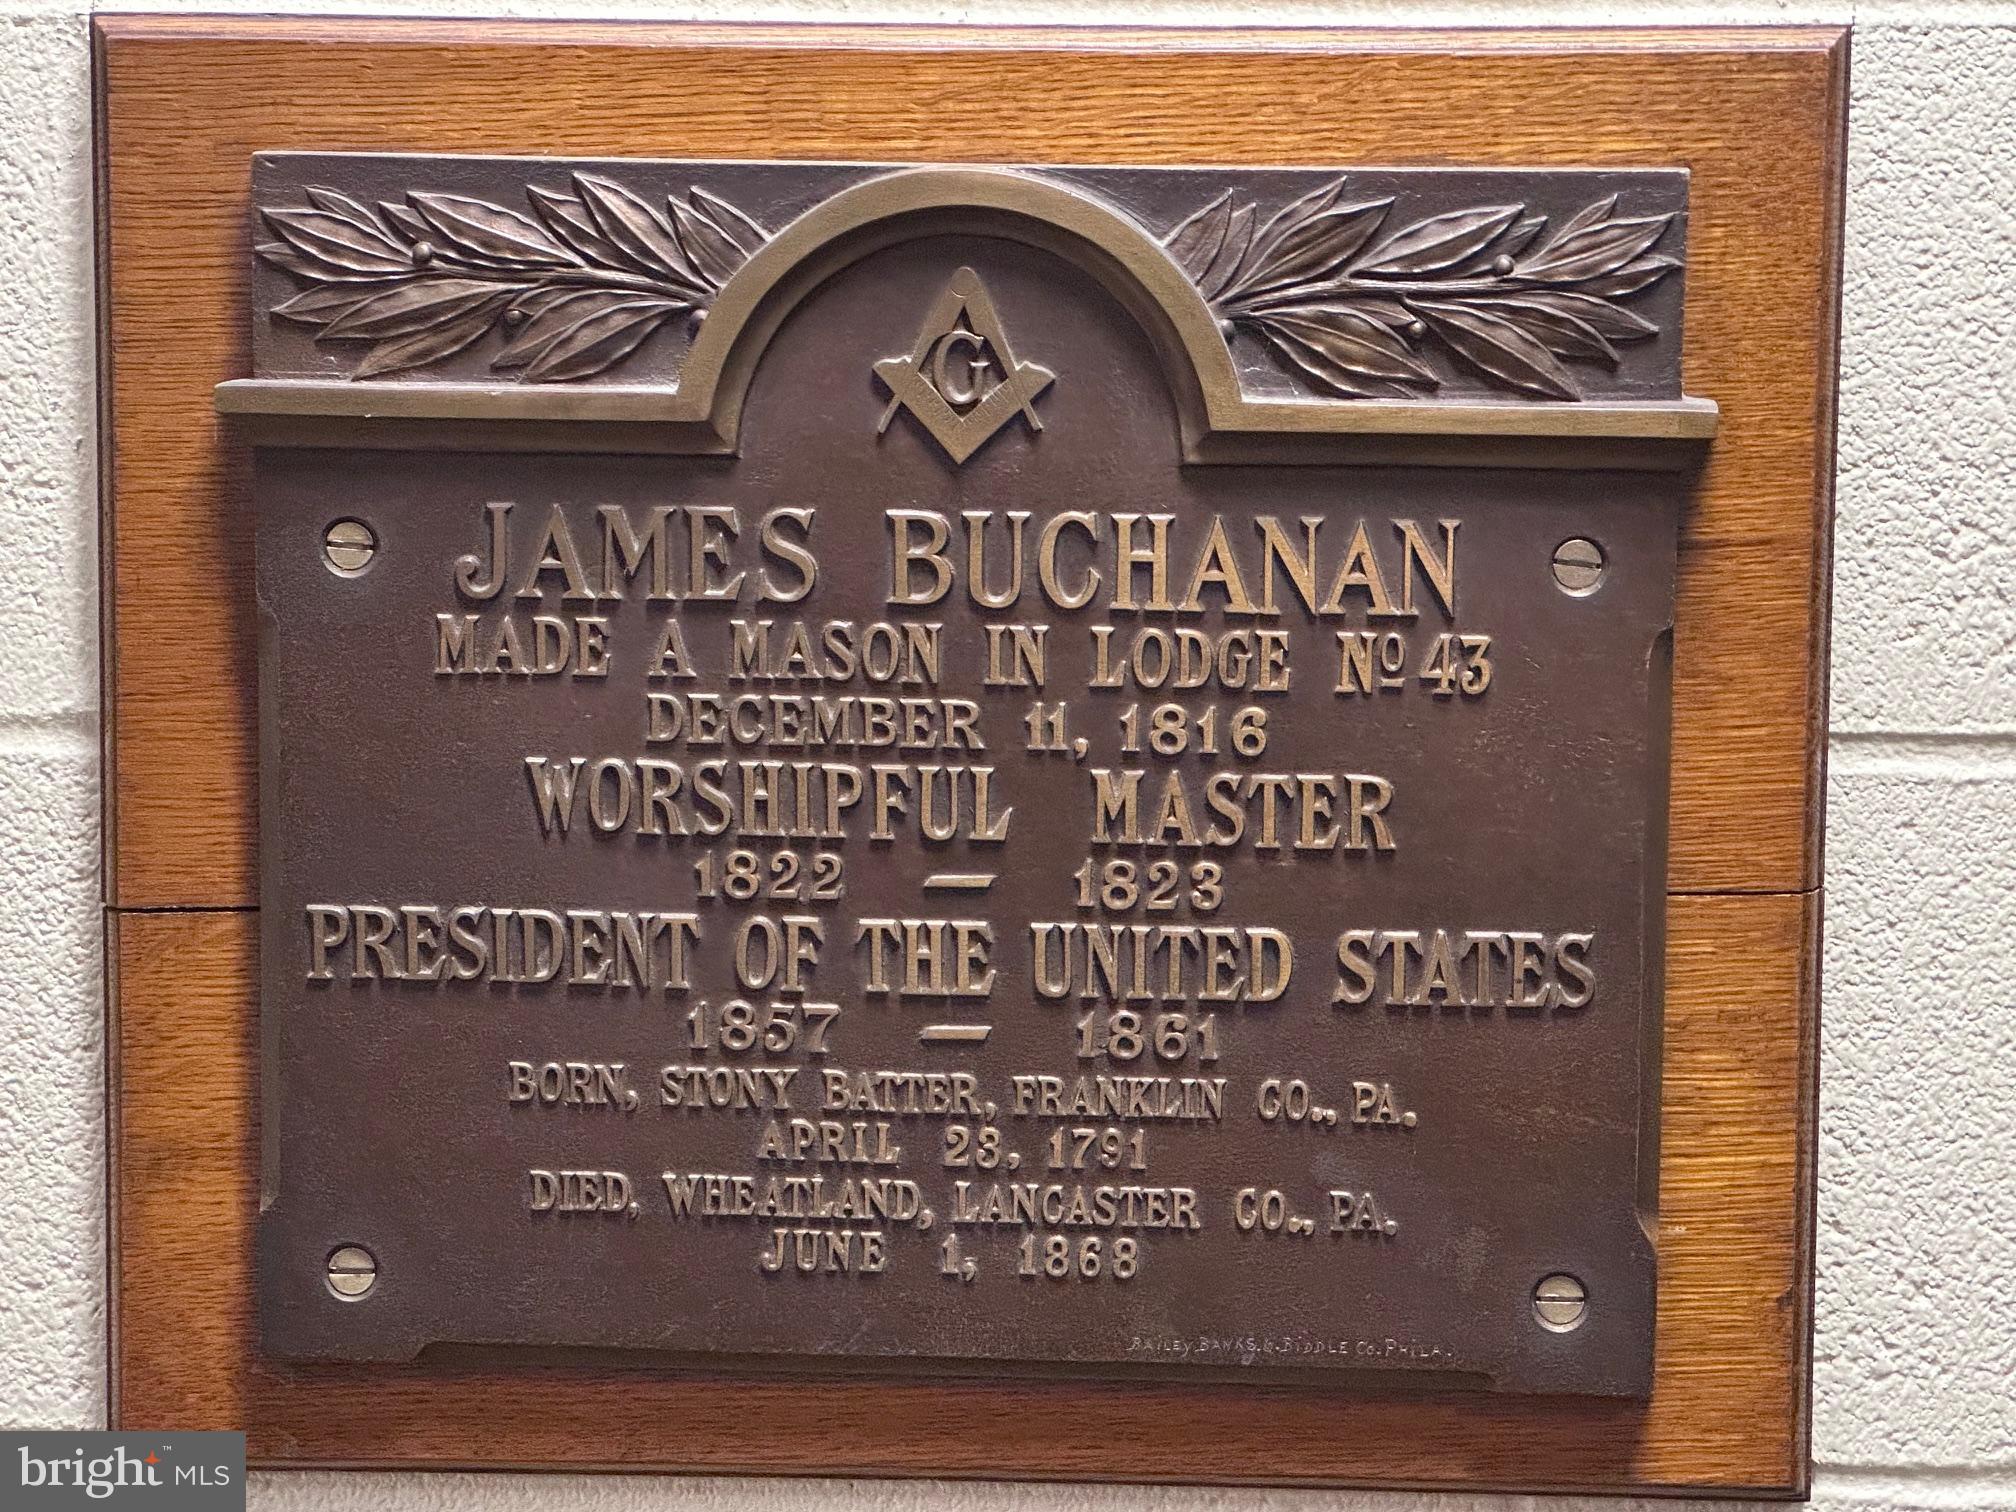 G
JAMES BUCHANAN
MADE A MASON IN LODGE Nº 43
DECEMBER 11, 1816
WORSHIPFUL MASTER
1822 — 1823
PRESIDENT OF THE UNITED STATES
1857 — 1861
BORN, STONY BATTER, FRANKLIN CO., PA.
APRIL 23, 1791
DIED, WHEATLAND, LANCASTER CO., PA.
JUNE 1, 1868
BAILEY, BANKS, & BIDDLE CO. PHILA.
bright™ MLS